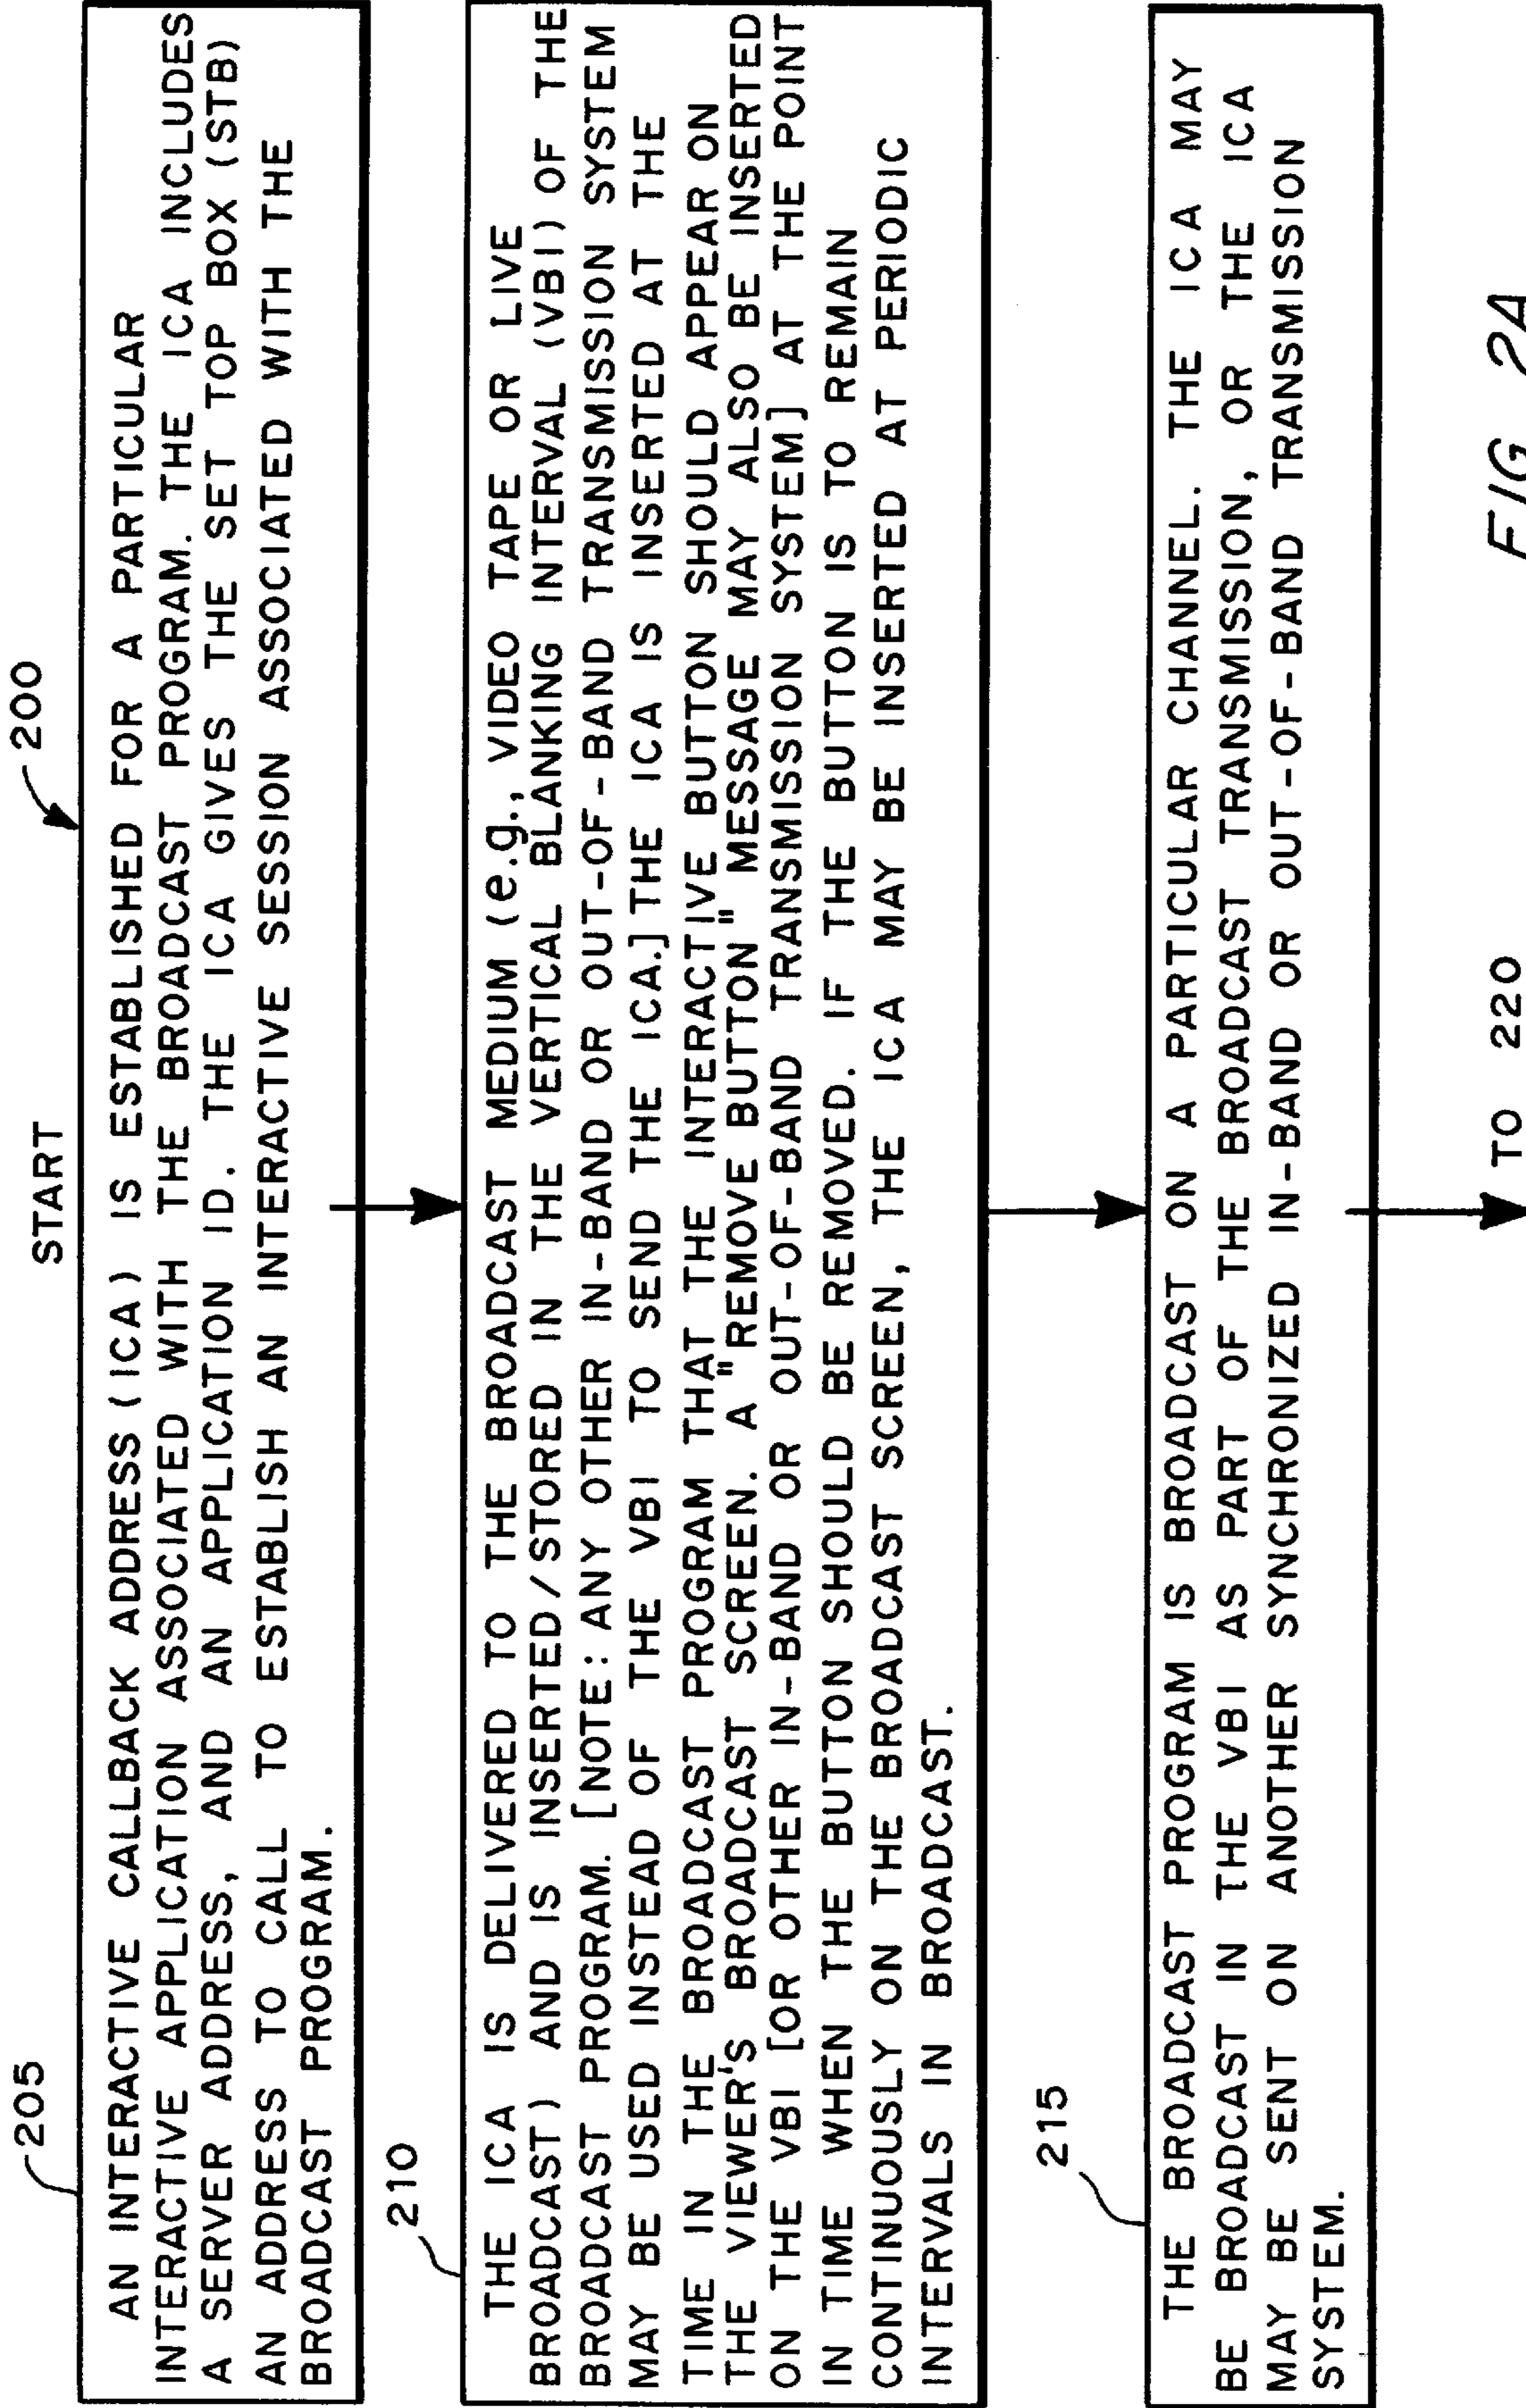 START
200
205
AN INTERACTIVE CALLBACK ADDRESS (ICA) IS ESTABLISHED FOR A PARTICULAR
INTERACTIVE APPLICATION ASSOCIATED WITH THE BROADCAST PROGRAM. THE ICA INCLUDES
A SERVER ADDRESS, AND AN APPLICATION ID. THE ICA GIVES THE SET TOP BOX (STB)
AN ADDRESS TO CALL TO ESTABLISH AN INTERACTIVE SESSION ASSOCIATED WITH THE
BROADCAST PROGRAM.
210
THE ICA IS DELIVERED TO THE BROADCAST MEDIUM (e.g., VIDEO TAPE OR LIVE
BROADCAST) AND IS INSERTED/STORED IN THE VERTICAL BLANKING INTERVAL (VBI) OF THE
BROADCAST PROGRAM. [NOTE: ANY OTHER IN-BAND OR OUT-OF-BAND TRANSMISSION SYSTEM
MAY BE USED INSTEAD OF THE VBI TO SEND THE ICA.] THE ICA IS INSERTED AT THE
TIME IN THE BROADCAST PROGRAM THAT THE INTERACTIVE BUTTON SHOULD APPEAR ON
THE VIEWER'S BROADCAST SCREEN. A "REMOVE BUTTON" MESSAGE MAY ALSO BE INSERTED
ON THE VBI [OR OTHER IN-BAND OR OUT-OF-BAND TRANSMISSION SYSTEM] AT THE POINT
IN TIME WHEN THE BUTTON SHOULD BE REMOVED. IF THE BUTTON IS TO REMAIN
CONTINUOUSLY ON THE BROADCAST SCREEN, THE ICA MAY BE INSERTED AT PERIODIC
INTERVALS IN BROADCAST.
215
THE BROADCAST PROGRAM IS BROADCAST ON A PARTICULAR CHANNEL. THE ICA MAY
BE BROADCAST IN THE VBI AS PART OF THE BROADCAST TRANSMISSION, OR THE ICA
MAY BE SENT ON ANOTHER SYNCHRONIZED IN-BAND OR OUT-OF-BAND TRANSMISSION
SYSTEM.
TO 220
FIG. 2A